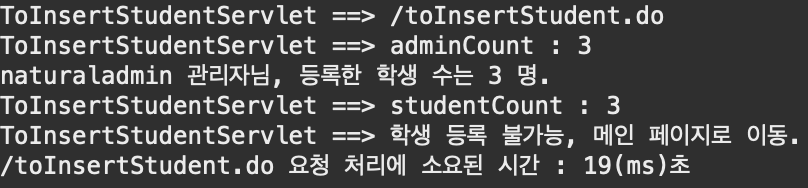 ToInsertStudentServlet ==> /toInsertStudent.do
ToInsertStudentServlet ==> adminCount : 3
naturaladmin 관리자님, 등록한 학생 수는 3 명.
ToInsertStudentServlet ==> studentCount : 3
ToInsertStudentServlet ==> 학생 등록 불가능, 메인 페이지로 이동.
/toInsertStudent.do 요청 처리에 소요된 시간 : 19(ms)초